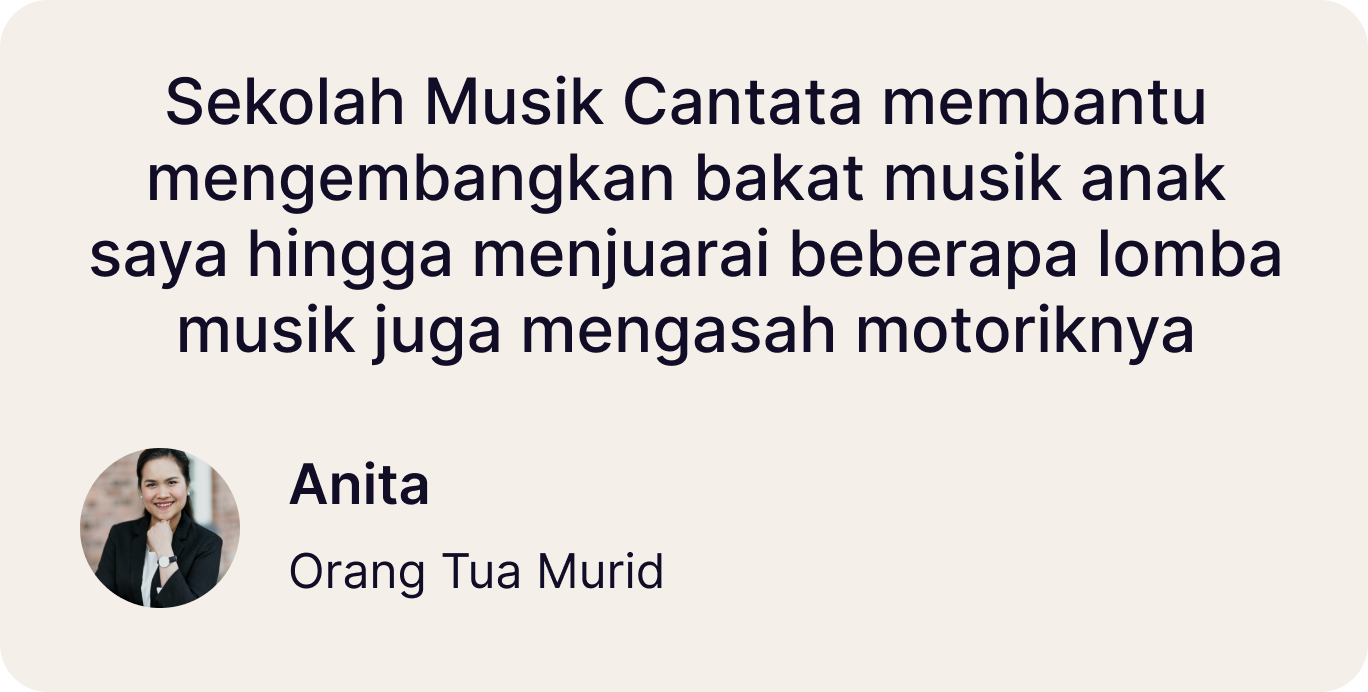 Sekolah Musik Cantata membantu
mengembangkan bakat musik anak
saya hingga menjuarai beberapa lomba
musik juga mengasah motoriknya
Anita
Orang Tua Murid